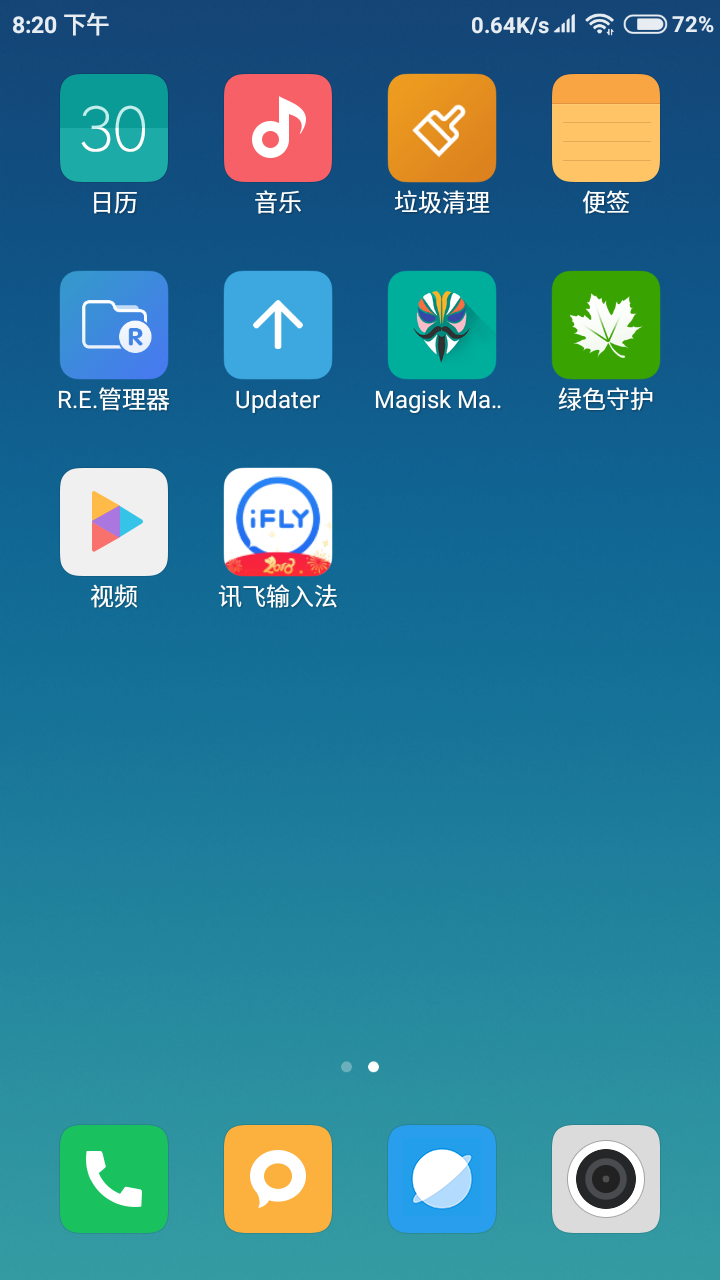 8:20 下午
0.64K/s
72%
30
日历
音乐
垃圾清理
便签
R
R.E.管理器
Updater
Magisk Ma..
绿色守护
视频
iFLY
2018
讯飞输入法